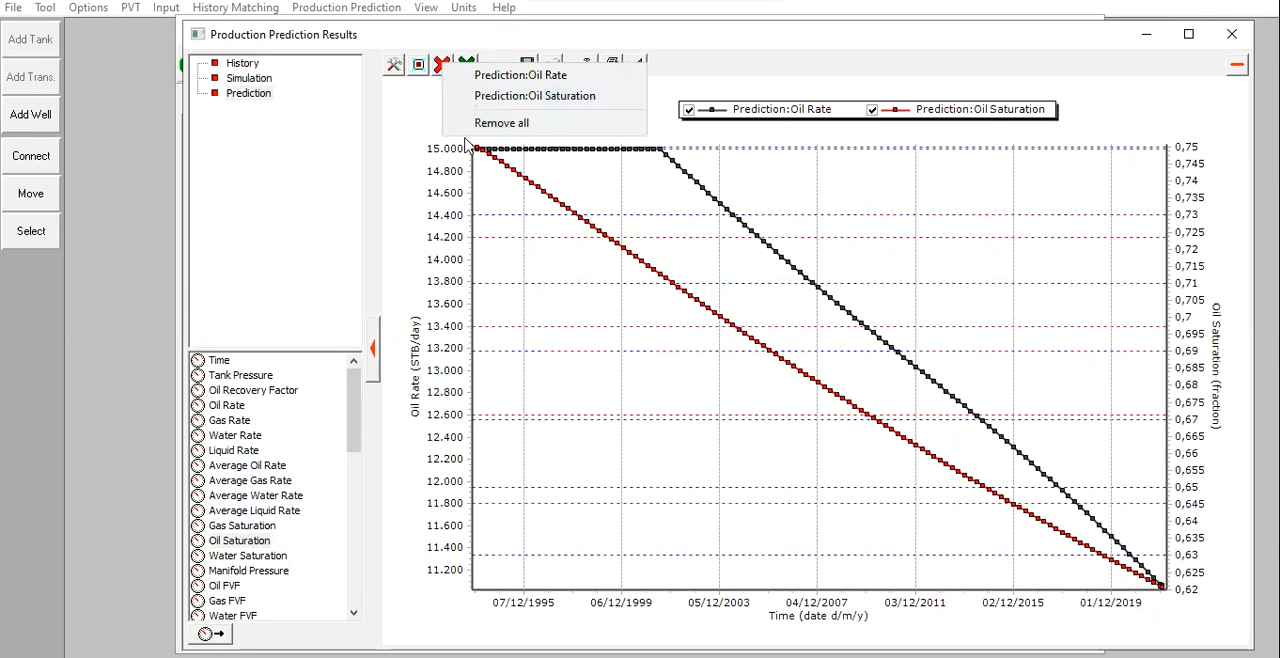 File Tool Options PVT Input History Matching Production Prediction View Units Help
Add Tank
Add Trans.
Add Well
Connect
Move
Select
Production Prediction Results
History
Simulation
Prediction
Time
Tank Pressure
Oil Recovery Factor
Oil Rate
Gas Rate
Water Rate
Liquid Rate
Average Oil Rate
Average Gas Rate
Average Water Rate
Average Liquid Rate
Gas Saturation
Oil Saturation
Water Saturation
Manifold Pressure
Oil FVF
Gas FVF
Water FVF
Prediction:Oil Rate
Prediction:Oil Saturation
Remove all
Prediction:Oil Rate Prediction:Oil Saturation
Oil Rate (STB/day)
15.000
14.800
14.600
14.400
14.200
14.000
13.800
13.600
13.400
13.200
13.000
12.800
12.600
12.400
12.200
12.000
11.800
11.600
11.400
11.200
0,75
0,745
0,74
0,735
0,73
0,725
0,72
0,715
0,71
0,705
0,7
0,695
0,69
0,685
0,68
0,675
0,67
0,665
0,66
0,655
0,65
0,645
0,64
0,635
0,63
0,625
0,62
Oil Saturation (fraction)
07/12/1995 06/12/1999 05/12/2003 04/12/2007 03/12/2011 02/12/2015 01/12/2019
Time (date d/m/y)